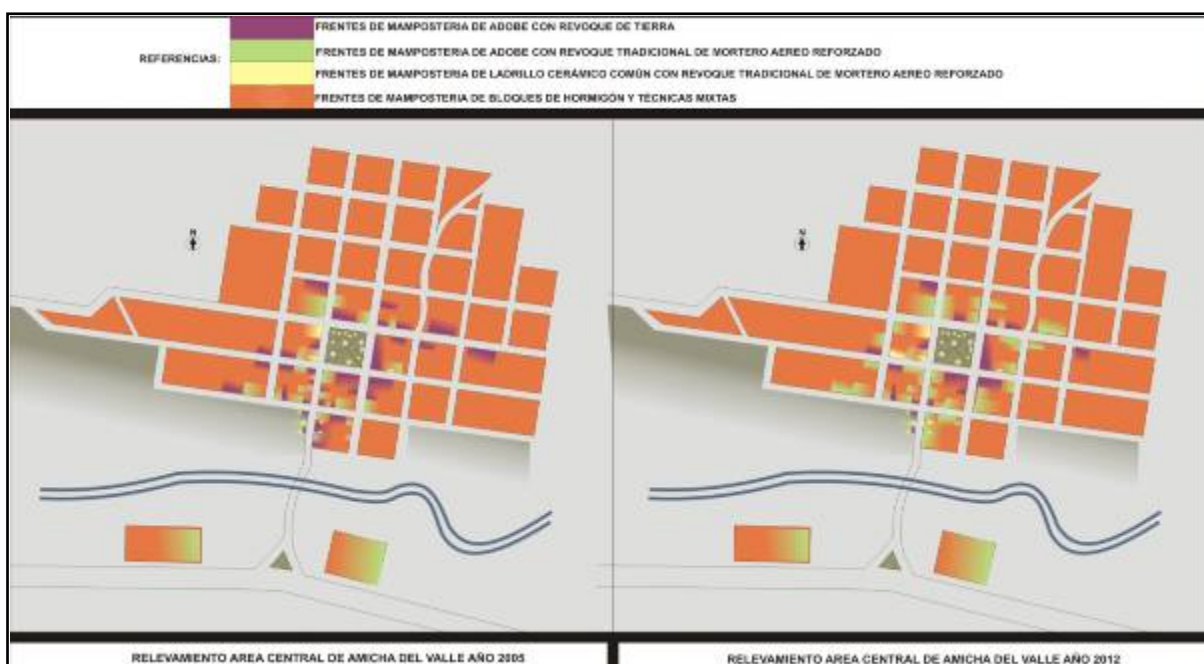 FRENTES DE MAMPOSTERIA DE ADOBE CON REVOQUE DE TIERRA
REFERENCIAS:
FRENTES DE MAMPOSTERIA DE ADOBE CON REVOQUE TRADICIONAL DE MORTERO AEREO REFORZADO
FRENTES DE MAMPOSTERIA DE LADRILLO CERÁMICO COMÚN CON REVOQUE TRADICIONAL DE MORTERO AEREO REFORZADO
FRENTES DE MAMPOSTERIA DE BLOQUES DE HORMIGÓN Y TÉCNICAS MIXTAS
N
N
RELEVAMIENTO AREA CENTRAL DE AMICHA DEL VALLE AÑO 2005
RELEVAMIENTO AREA CENTRAL DE AMICHA DEL VALLE AÑO 2012